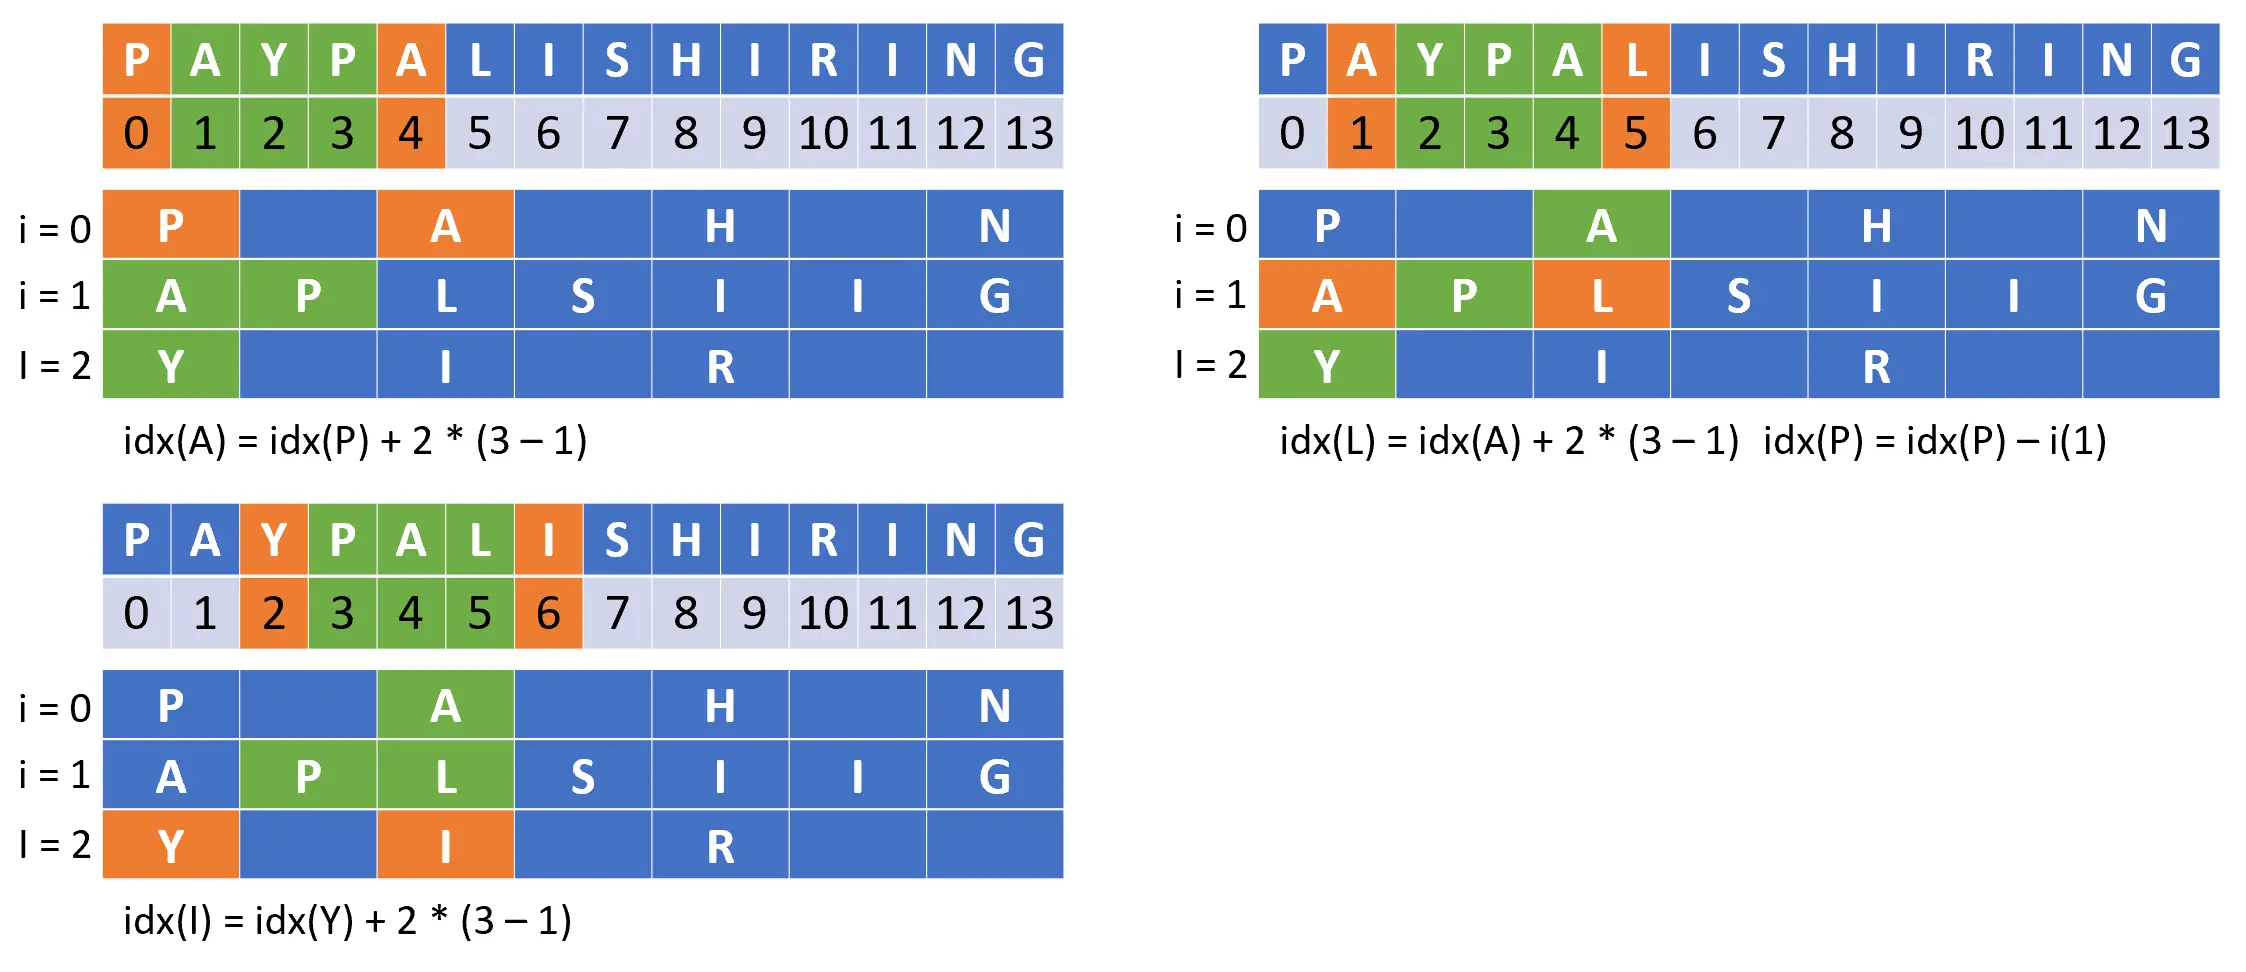 P A Y P A L I S H I R I N G
0 1 2 3 4 5 6 7 8 9 10 11 12 13
i = 0 P A H N
i = 1 A P L S I I G
I = 2 Y I R
idx(A) = idx(P) + 2 * (3 – 1)
P A Y P A L I S H I R I N G
0 1 2 3 4 5 6 7 8 9 10 11 12 13
i = 0 P A H N
i = 1 A P L S I I G
I = 2 Y I R
idx(L) = idx(A) + 2 * (3 – 1) idx(P) = idx(P) – i(1)
P A Y P A L I S H I R I N G
0 1 2 3 4 5 6 7 8 9 10 11 12 13
i = 0 P A H N
i = 1 A P L S I I G
I = 2 Y I R
idx(I) = idx(Y) + 2 * (3 – 1)